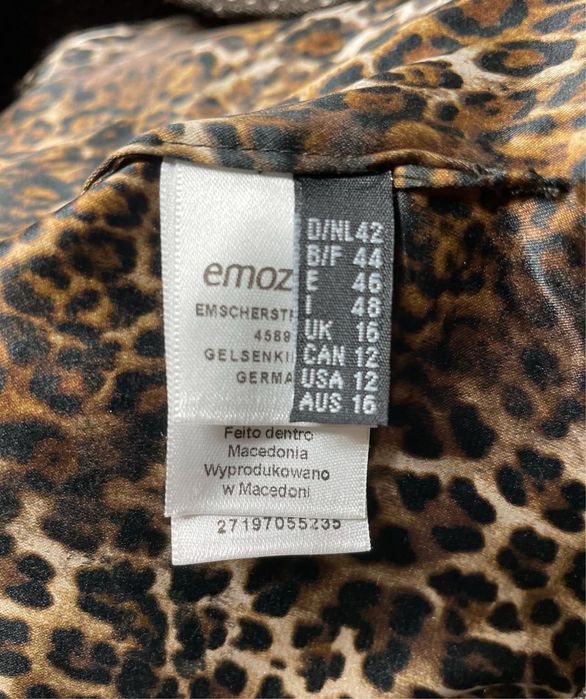 emoz
EMSCHERST
4589
GELSENKI
GERMA
D/NL 42
B/F 44
E 46
I 48
UK 16
CAN 12
USA 12
AUS 16
Feito dentro
Macedonia
Wyprodukowano
w Macedoni
27197055235